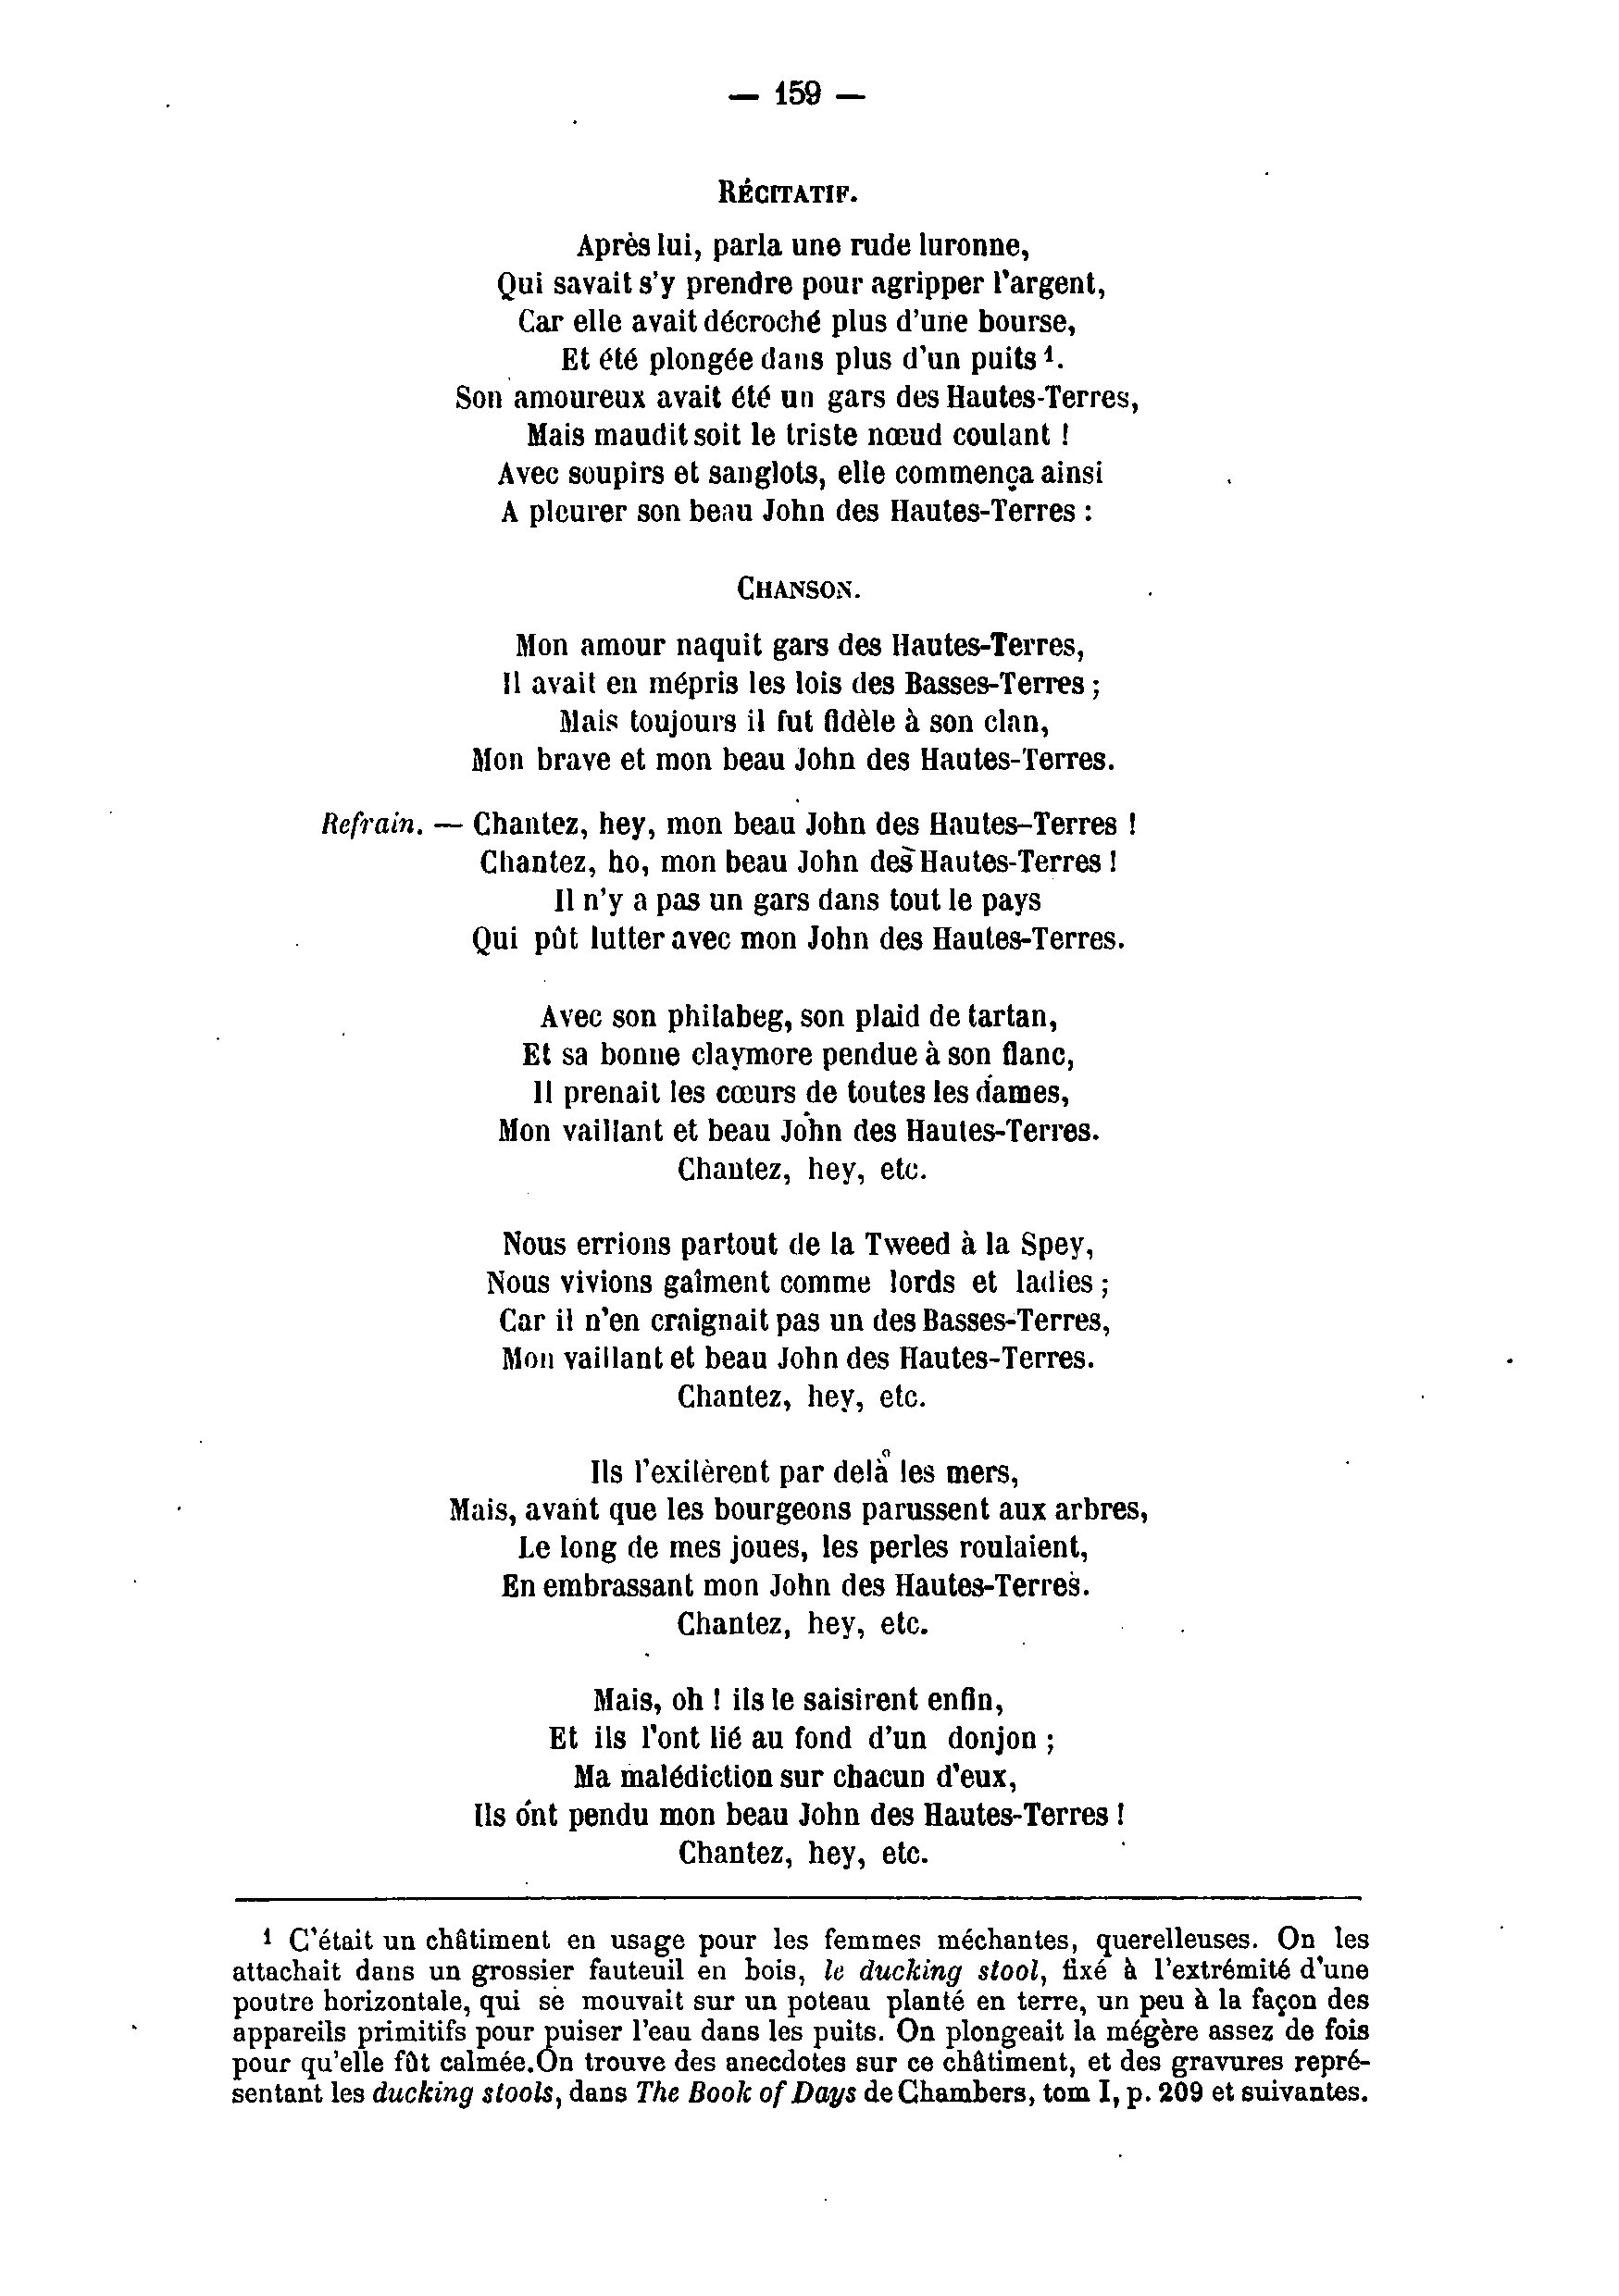 — 159 —
RÉCITATIF.
Après lui, parla une rude luronne,
Qui savait s'y prendre pour agripper l'argent,
Car elle avait décroché plus d'une bourse,
Et été plongée dans plus d'un puits ¹.
Son amoureux avait été un gars des Hautes-Terres,
Mais maudit soit le triste nœud coulant !
Avec soupirs et sanglots, elle commença ainsi
A pleurer son beau John des Hautes-Terres :
CHANSON.
Mon amour naquit gars des Hautes-Terres,
Il avait en mépris les lois des Basses-Terres ;
Mais toujours il fut fidèle à son clan,
Mon brave et mon beau John des Hautes-Terres.
Refrain. — Chantez, hey, mon beau John des Hautes-Terres !
Chantez, ho, mon beau John des Hautes-Terres !
Il n'y a pas un gars dans tout le pays
Qui pût lutter avec mon John des Hautes-Terres.
Avec son philabeg, son plaid de tartan,
Et sa bonne claymore pendue à son flanc,
Il prenait les cœurs de toutes les dames,
Mon vaillant et beau John des Hautes-Terres.
Chantez, hey, etc.
Nous errions partout de la Tweed à la Spey,
Nous vivions gaîment comme lords et ladies ;
Car il n'en craignait pas un des Basses-Terres,
Mon vaillant et beau John des Hautes-Terres.
Chantez, hey, etc.
Ils l'exilèrent par delà les mers,
Mais, avant que les bourgeons parussent aux arbres,
Le long de mes joues, les perles roulaient,
En embrassant mon John des Hautes-Terres.
Chantez, hey, etc.
Mais, oh ! ils le saisirent enfin,
Et ils l'ont lié au fond d'un donjon ;
Ma malédiction sur chacun d'eux,
Ils ont pendu mon beau John des Hautes-Terres !
Chantez, hey, etc.
¹ C'était un châtiment en usage pour les femmes méchantes, querelleuses. On les
attachait dans un grossier fauteuil en bois, le ducking stool, fixé à l'extrémité d'une
poutre horizontale, qui se mouvait sur un poteau planté en terre, un peu à la façon des
appareils primitifs pour puiser l'eau dans les puits. On plongeait la mégère assez de fois
pour qu'elle fût calmée. On trouve des anecdotes sur ce châtiment, et des gravures repré-
sentant les ducking stools, dans The Book of Days de Chambers, tom I, p. 209 et suivantes.